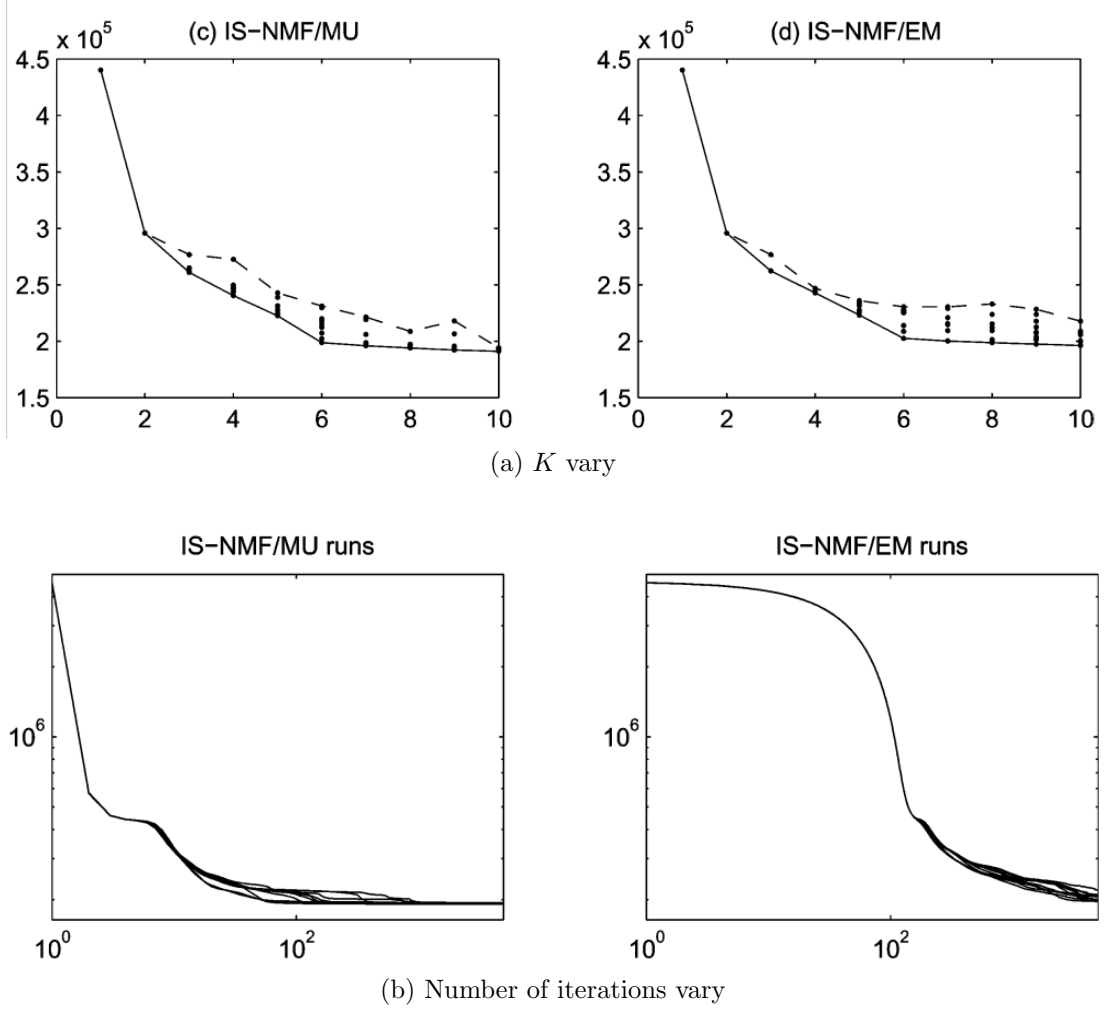 (c) IS−NMF/MU
x 10^5
4.5
4
3.5
3
2.5
2
1.5
0 2 4 6 8 10
(d) IS−NMF/EM
x 10^5
4.5
4
3.5
3
2.5
2
1.5
0 2 4 6 8 10
(a) K vary
IS−NMF/MU runs
10^6
10^0 10^2
IS−NMF/EM runs
10^6
10^0 10^2
(b) Number of iterations vary